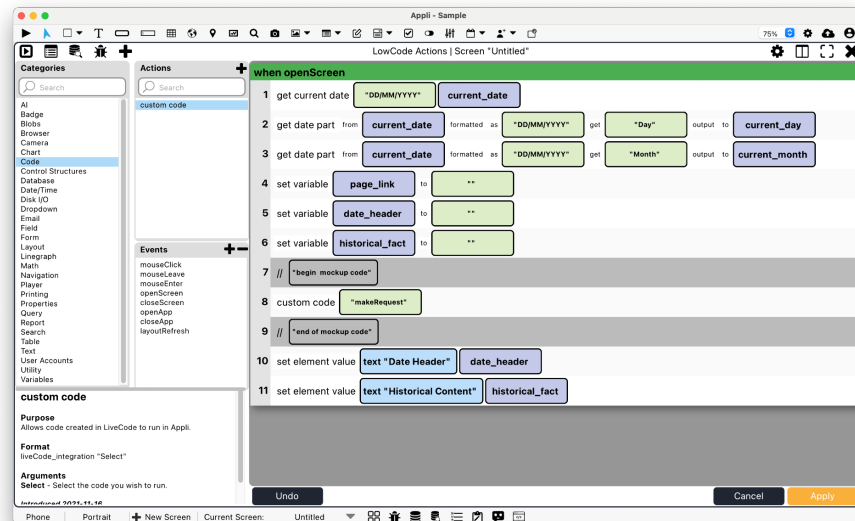 Appli - Sample
T
75%
LowCode Actions | Screen "Untitled"
Categories
Search
AI
Badge
Blobs
Browser
Camera
Chart
Code
Control Structures
Database
Date/Time
Disk I/O
Dropdown
Email
Field
Form
Layout
Linegraph
Math
Navigation
Player
Printing
Properties
Query
Report
Search
Table
Text
User Accounts
Utility
Variables
Actions
Search
custom code
Events
mouseClick
mouseLeave
mouseEnter
openScreen
closeScreen
openApp
closeApp
layoutRefresh
custom code
Purpose
Allows code created in LiveCode to run in Appli.
Format
liveCode_integration "Select"
Arguments
Select - Select the code you wish to run.
Introduced 2021-11-16
when openScreen
1 get current date "DD/MM/YYYY" current_date
2 get date part from current_date formatted as "DD/MM/YYYY" get "Day" output to current_day
3 get date part from current_date formatted as "DD/MM/YYYY" get "Month" output to current_month
4 set variable page_link to ""
5 set variable date_header to ""
6 set variable historical_fact to ""
7 // "begin mockup code"
8 custom code "makeRequest"
9 // "end of mockup code"
10 set element value text "Date Header" date_header
11 set element value text "Historical Content" historical_fact
Undo Cancel Apply
Phone Portrait New Screen Current Screen: Untitled